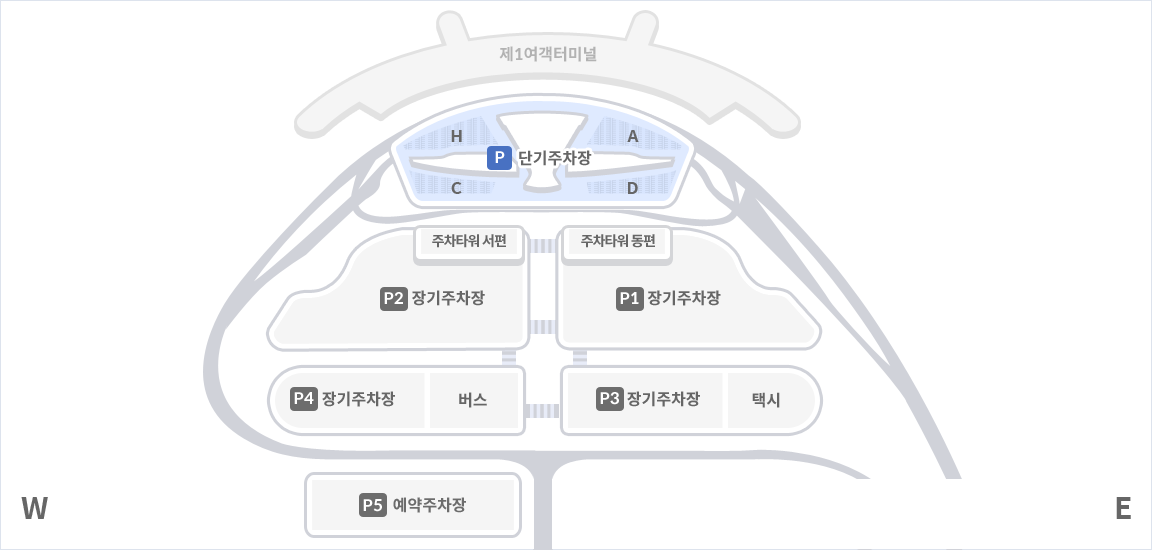 제1여객터미널
H
A
P 단기주차장
C
D
주차타워 서편
주차타워 동편
P2 장기주차장
P1 장기주차장
P4 장기주차장
버스
P3 장기주차장
택시
P5 예약주차장
W
E